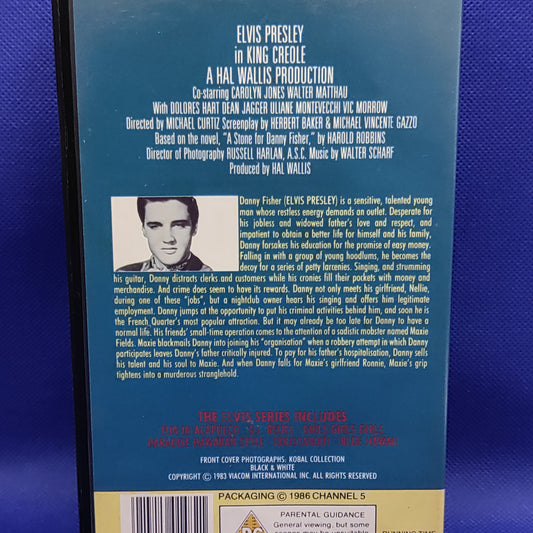 ELVIS PRESLEY
in KING CREOLE
A HAL WALLIS PRODUCTION
Co-starring CAROLYN JONES WALTER MATTHAU
With DOLORES HART DEAN JAGGER LILIANE MONTEVECCHI VIC MORROW
Directed by MICHAEL CURTIZ Screenplay by HERBERT BAKER & MICHAEL VINCENTE GAZZO
Based on the novel, "A Stone for Danny Fisher," by HAROLD ROBBINS
Director of Photography RUSSELL HARLAN, A.S.C. Music by WALTER SCHARF
Produced by HAL WALLIS
Danny Fisher (ELVIS PRESLEY) is a sensitive, talented young
man whose restless energy demands an outlet. Desperate for
his jobless and widowed father's love and respect, and
impatient to obtain a better life for himself and his family,
Danny forsakes his education for the promise of easy money.
Falling in with a group of young hoodlums, he becomes the
decoy for a series of petty larcenies. Singing, and strumming
his guitar, Danny distracts clerks and customers while his cronies fill their pockets with money and
merchandise. And crime does seem to have its rewards. Danny not only meets his girlfriend, Nellie,
during one of these "jobs", but a nightclub owner hears his singing and offers him legitimate
employment. Danny jumps at the opportunity to put his criminal activities behind him, and soon he is
the French Quarter's most popular attraction. But it may already be too late for Danny to have a
normal life. His friends' small-time operation comes to the attention of a sadistic mobster named Maxie
Fields. Maxie blackmails Danny into joining his "organisation" when a robbery attempt in which Danny
participates leaves Danny's father critically injured. To pay for his father's hospitalisation, Danny sells
his talent and his soul to Maxie. And when Danny falls for Maxie's girlfriend Ronnie, Maxie's grip
tightens into a murderous stranglehold.
THE ELVIS SERIES INCLUDES
FRONT COVER PHOTOGRAPHS: KOBAL COLLECTION
BLACK & WHITE
COPYRIGHT © 1983 VIACOM INTERNATIONAL INC. ALL RIGHTS RESERVED
PACKAGING © 1986 CHANNEL 5
PARENTAL GUIDANCE
General viewing, but some
PG
RUNNING TIME